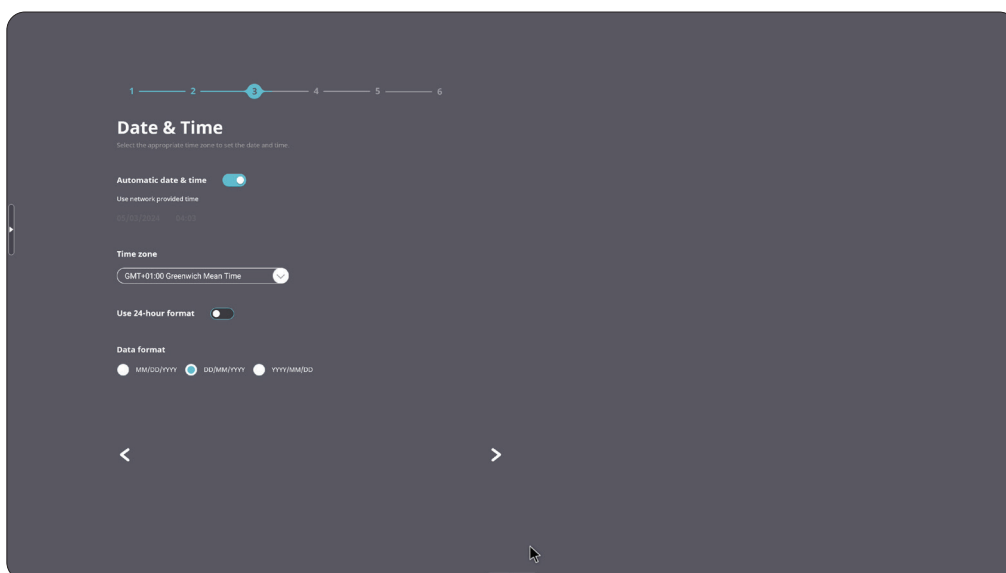 1 2 3 4 5 6
Date & Time
Select the appropriate time zone to set the date and time.
Automatic date & time
Use network provided time
Time zone
GMT+01:00 Greenwich Mean Time
Use 24-hour format
Data format
MM/DD/YYYY DD/MM/YYYY YYYY/MM/DD